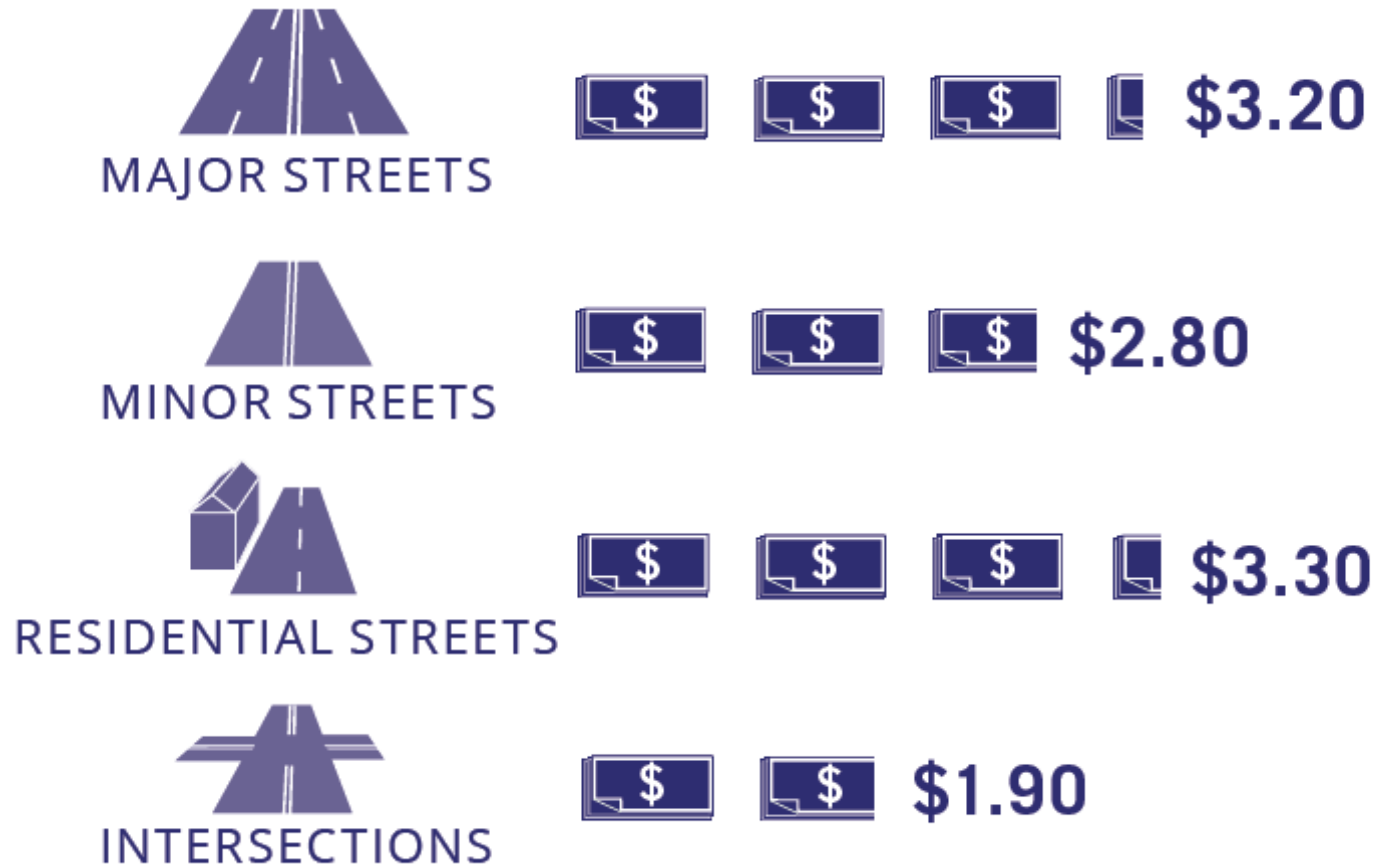 $3.20
MAJOR STREETS
$2.80
MINOR STREETS
$3.30
RESIDENTIAL STREETS
$1.90
INTERSECTIONS